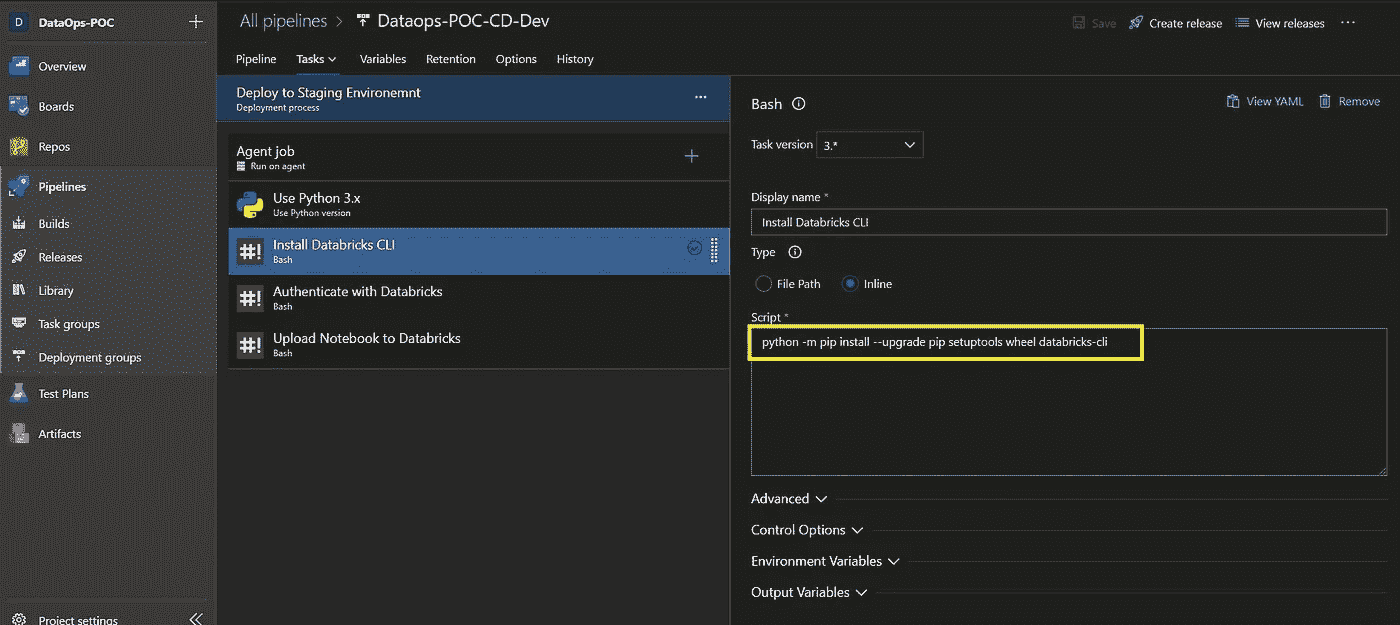 D DataOps-POC
Overview
Boards
Repos
Pipelines
Builds
Releases
Library
Task groups
Deployment groups
Test Plans
Artifacts
Project settings
All pipelines > Dataops-POC-CD-Dev
Save Create release View releases
Pipeline Tasks Variables Retention Options History
Deploy to Staging Environemnt
Deployment process
Agent job
Run on agent
Use Python 3.x
Use Python version
#! Install Databricks CLI
Bash
#! Authenticate with Databricks
Bash
#! Upload Notebook to Databricks
Bash
Bash
View YAML Remove
Task version 3.*
Display name *
Install Databricks CLI
Type
File Path Inline
Script *
python -m pip install --upgrade pip setuptools wheel databricks-cli
Advanced
Control Options
Environment Variables
Output Variables